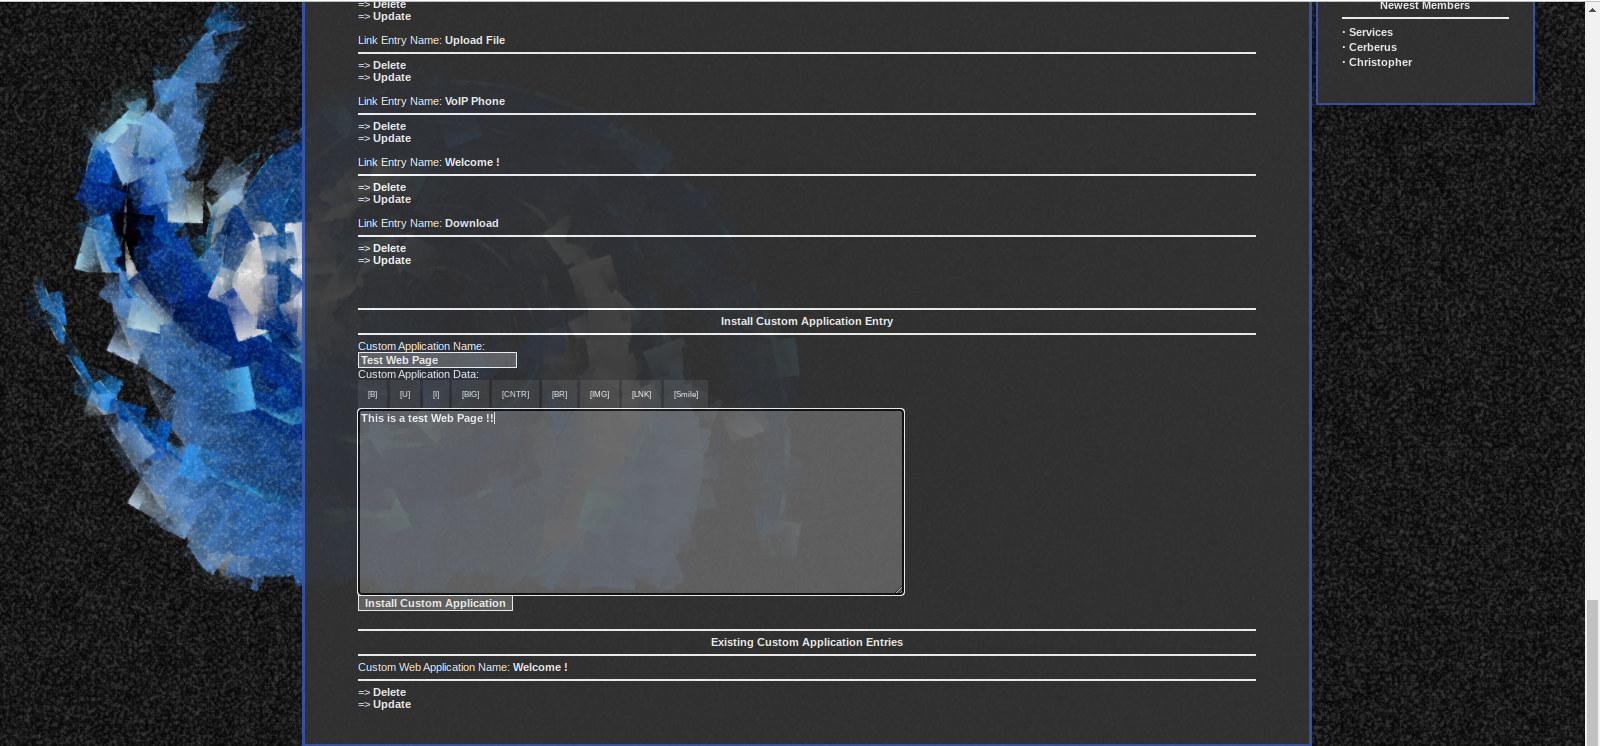 => Delete
=> Update
Link Entry Name: Upload File
=> Delete
=> Update
Link Entry Name: VoIP Phone
=> Delete
=> Update
Link Entry Name: Welcome !
=> Delete
=> Update
Link Entry Name: Download
=> Delete
=> Update
Install Custom Application Entry
Custom Application Name:
Test Web Page
Custom Application Data:
[B] [U] [I] [BIG] [CNTR] [BR] [IMG] [LNK] [Smile]
This is a test Web Page !!
Install Custom Application
Existing Custom Application Entries
Custom Web Application Name: Welcome !
=> Delete
=> Update
Newest Members
· Services
· Cerberus
· Christopher